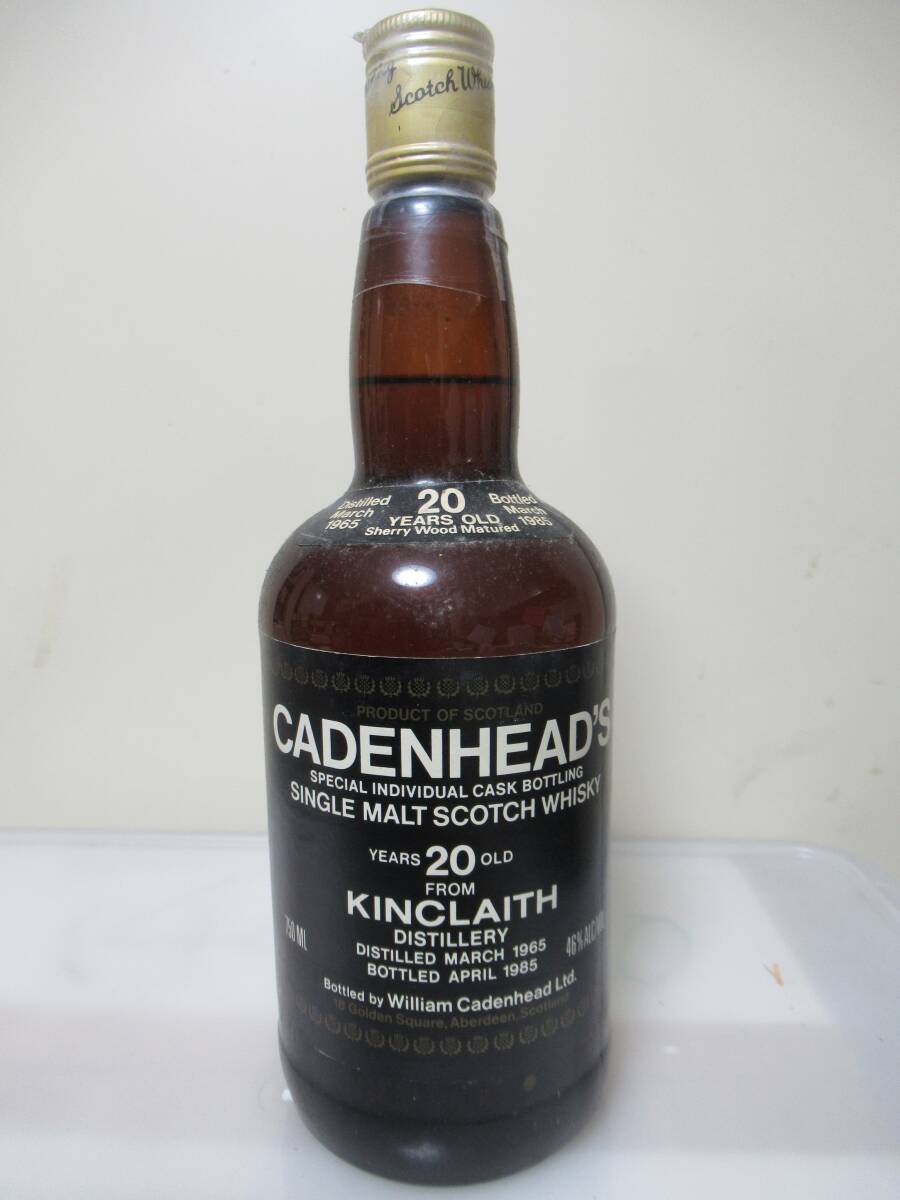 Scotch Whis
Distilled March 1965
20 YEARS OLD
Sherry Wood Matured
Bottled March 1985
PRODUCT OF SCOTLAND
CADENHEAD'S
SPECIAL INDIVIDUAL CASK BOTTLING
SINGLE MALT SCOTCH WHISKY
YEARS 20 OLD
FROM
KINCLAITH
DISTILLERY
750 ML
DISTILLED MARCH 1965
46% ALC/VOL
BOTTLED APRIL 1985
Bottled by William Cadenhead Ltd.
18 Golden Square, Aberdeen, Scotland